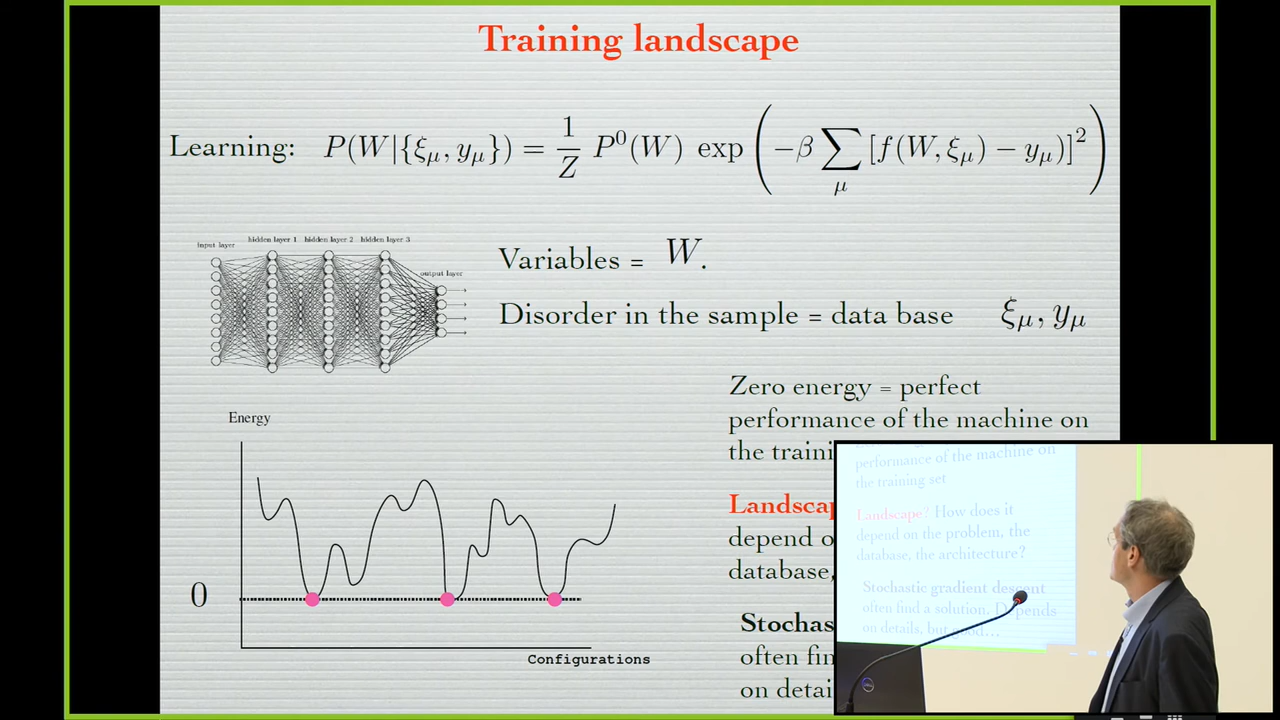 Training landscape
Learning: P(W|{ξ_μ, y_μ}) = 1/Z P^0(W) exp(−β ∑_μ [f(W, ξ_μ) − y_μ)]^2)
input layer
hidden layer 1 hidden layer 2 hidden layer 3
output layer
Variables = W.
Disorder in the sample = data base ξ_μ, y_μ
Zero energy = perfect
performance of the machine on
the traini
Landscap
depend o
database,
Stochas
often fin
on detai
Energy
0
Configurations
performance of the machine on
the training set
Landscape? How does it
depend on the problem, the
database, the architecture?
Stochastic gradient descent
often find a solution. Depends
on details, but good...